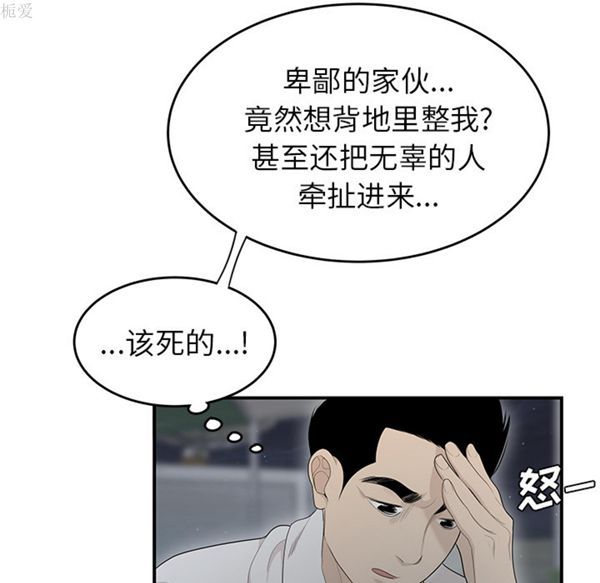 栀爱
卑鄙的家伙...
竟然想背地里整我?
甚至还把无辜的人
牵扯进来...
...该死的...!
怒—